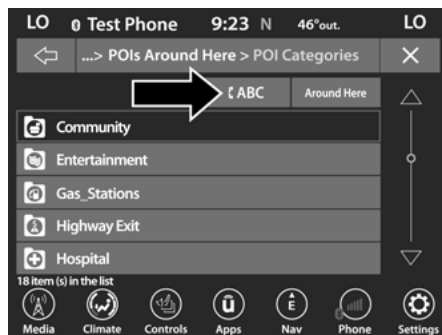 LO Test Phone 9:23 N 46°out. LO
...> POIs Around Here > POI Categories
ABC Around Here
Community
Entertainment
Gas_Stations
Highway Exit
Hospital
18 item (s) in the list
û E
Media Climate Controls Apps Nav Phone Settings